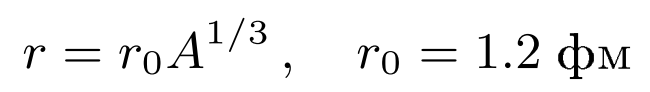 r = r₀A^{1/3} , r₀ = 1.2 фм